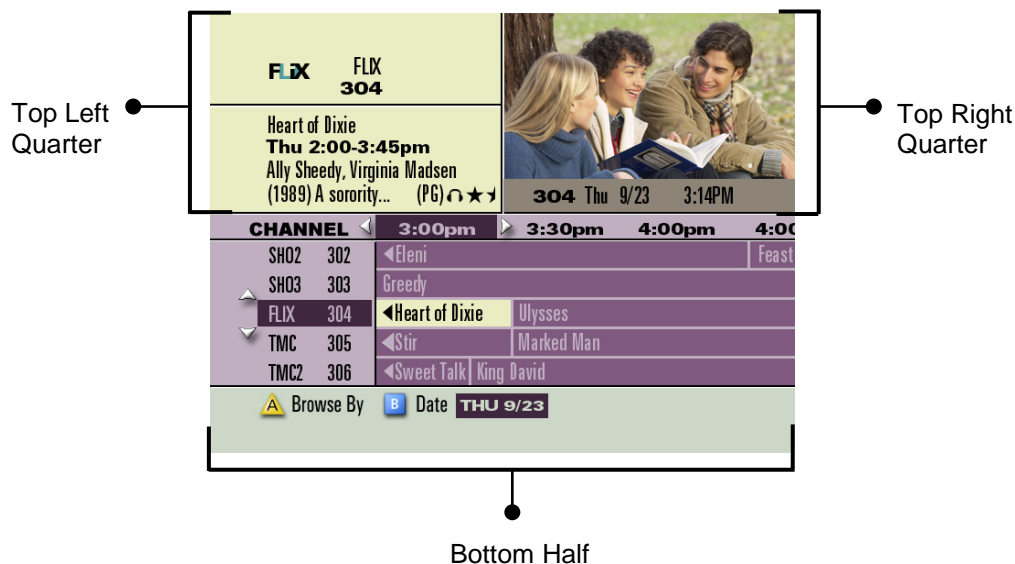 FLiX FLIX
304
Heart of Dixie
Thu 2:00-3:45pm
Ally Sheedy, Virginia Madsen
(1989) A sorority... (PG)
304 Thu 9/23 3:14PM
Top Left
Quarter
Top Right
Quarter
CHANNEL 3:00pm 3:30pm 4:00pm 4:00
SHO2 302 Eleni Feast
SHO3 303 Greedy
FLIX 304 Heart of Dixie Ulysses
TMC 305 Stir Marked Man
TMC2 306 Sweet Talk King David
A Browse By B Date THU 9/23
Bottom Half